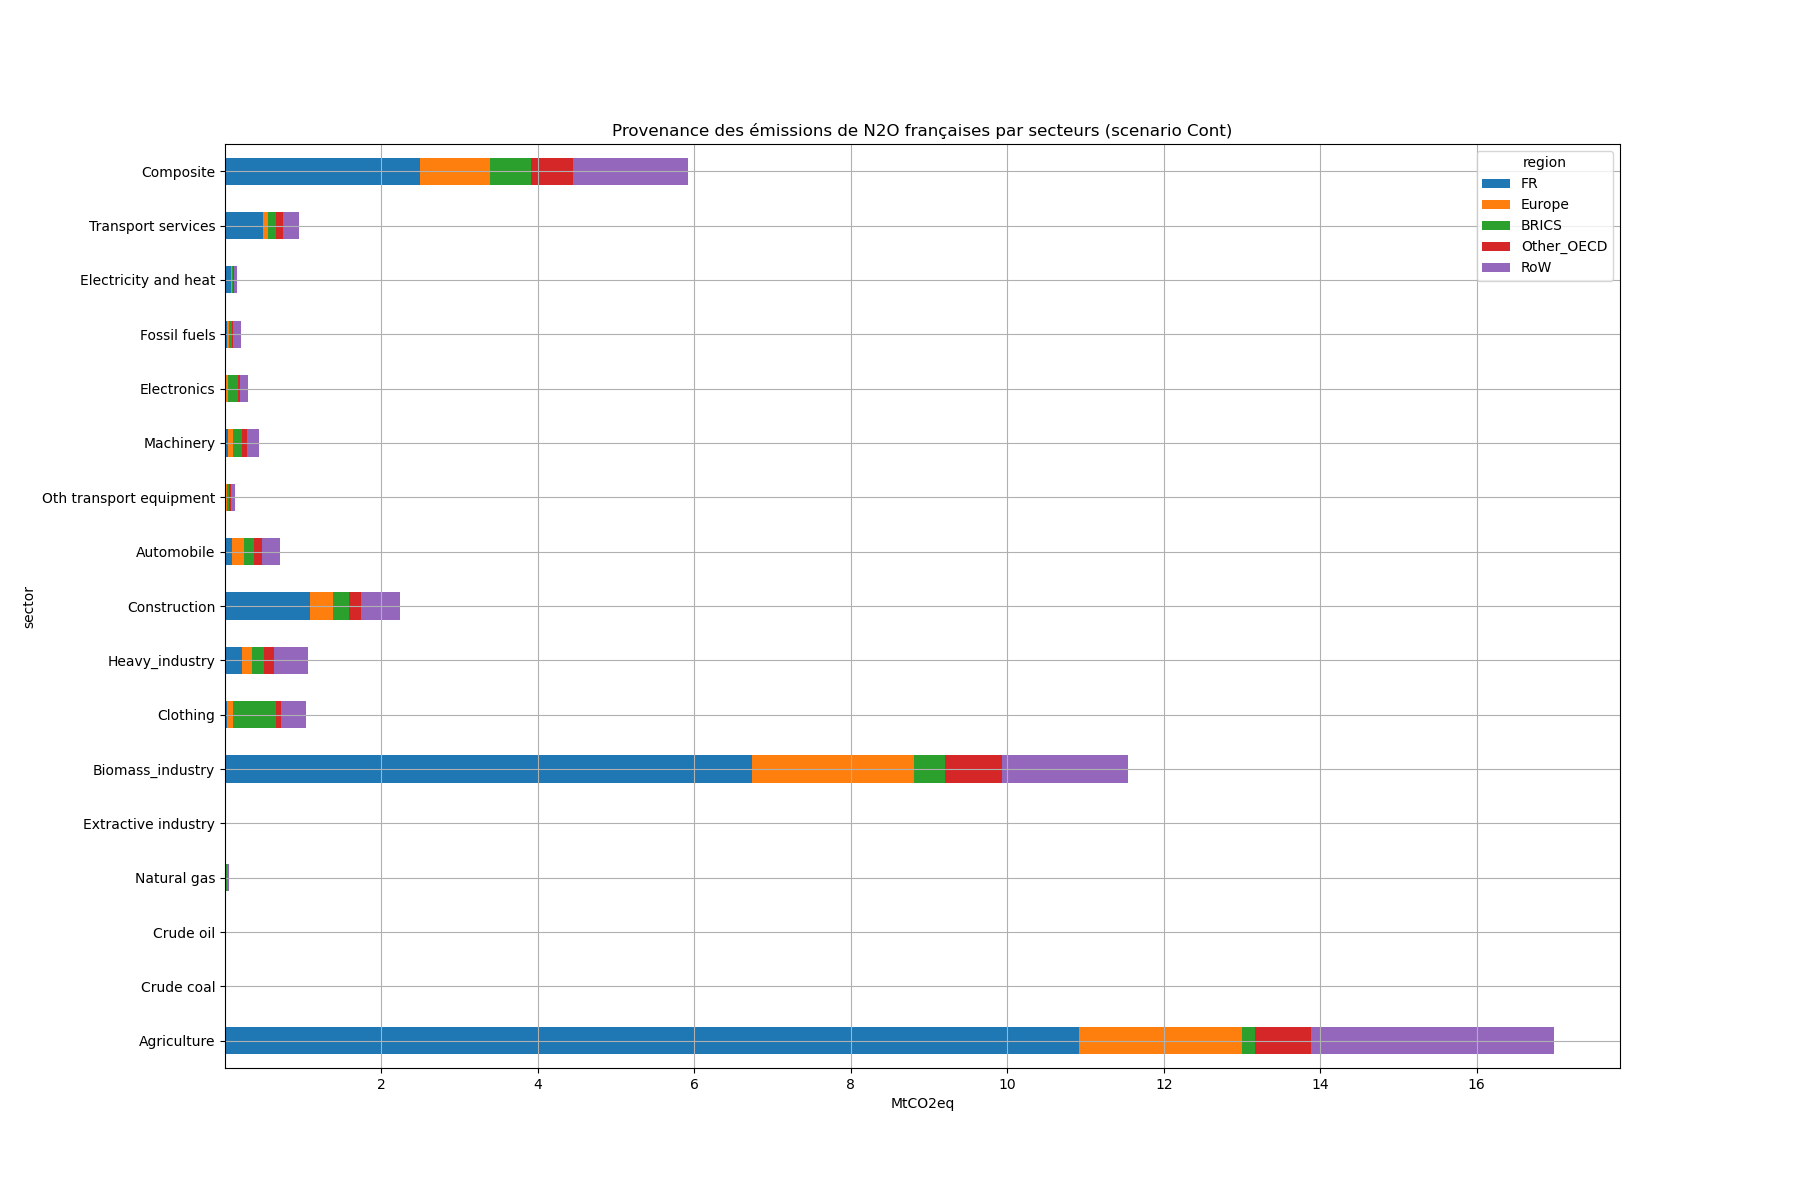 Provenance des émissions de N2O françaises par secteurs (scenario Cont)
region
FR
Europe
BRICS
Other_OECD
RoW
sector
Composite
Transport services
Electricity and heat
Fossil fuels
Electronics
Machinery
Oth transport equipment
Automobile
Construction
Heavy_industry
Clothing
Biomass_industry
Extractive industry
Natural gas
Crude oil
Crude coal
Agriculture
2 4 6 8 10 12 14 16
MtCO2eq